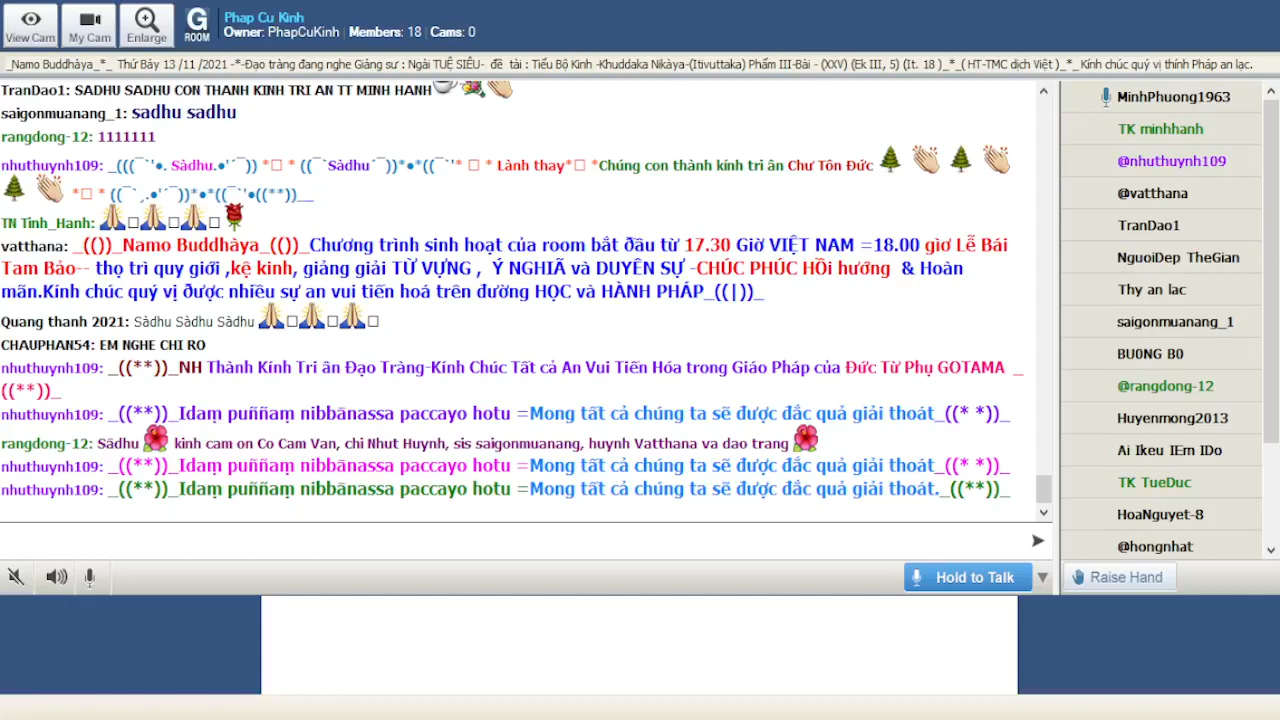 View Cam
My Cam
Enlarge
G
ROOM
Phap Cu Kinh
Owner: PhapCuKinh | Members: 18 | Cams: 0
_Namo Buddhàya_*_ Thứ Bảy 13 /11 /2021 -*-Đạo tràng đang nghe Giảng sư : Ngài TUỆ SIÊU- đề tài : Tiểu Bộ Kinh -Khuddaka Nikàya-(Itivuttaka) Phẩm III-Bài - (XXV) (Ek III, 5) (It. 18 )_*_( HT-TMC dịch Việt )_*_Kính chúc quý vị thính Pháp an lạc.
TranDao1: SADHU SADHU CON THANH KINH TRI AN TT MINH HANH
saigonmuanang_1: sadhu sadhu
rangdong-12: 1111111
nhuthuynh109: _(((¯`'•. Sàdhu.•'´¯)) *□ * ((¯`Sàdhu´¯))*•*((¯`'* □ * Lành thay*□ *Chúng con thành kính tri ân Chư Tôn Đức
*□ * ((¯`¸.•'´¯))*•*((¯`'•((**))__
TN Tinh_Hanh: □□□
vatthana: _(())_Namo Buddhàya_(())_Chương trình sinh hoạt của room bắt đầu từ 17.30 Giờ VIỆT NAM =18.00 giơ Lễ Bái
Tam Bảo-- thọ trì quy giới ,kệ kinh, giảng giải TỪ VỰNG , Ý NGHIÃ và DUYÊN SỰ -CHÚC PHÚC HỒi hướng & Hoàn
mãn.Kính chúc quý vị được nhiều sự an vui tiến hoá trên đường HỌC và HÀNH PHÁP_((|))_
Quang thanh 2021: Sàdhu Sàdhu Sàdhu □□□
CHAUPHAN54: EM NGHE CHI RO
nhuthuynh109: _((**))_NH Thành Kính Tri ân Đạo Tràng-Kính Chúc Tất cả An Vui Tiến Hóa trong Giáo Pháp của Đức Từ Phụ GOTAMA _
((**))_
nhuthuynh109: _((**))_Idaṃ puññaṃ nibbānassa paccayo hotu =Mong tất cả chúng ta sẽ được đắc quả giải thoát_((* *))_
rangdong-12: Sādhu kinh cam on Co Cam Van, chi Nhut Huynh, sis saigonmuanang, huynh Vatthana va dao trang
nhuthuynh109: _((**))_Idaṃ puññaṃ nibbānassa paccayo hotu =Mong tất cả chúng ta sẽ được đắc quả giải thoát_((* *))_
nhuthuynh109: _((**))_Idaṃ puññaṃ nibbānassa paccayo hotu =Mong tất cả chúng ta sẽ được đắc quả giải thoát._((**))_
Hold to Talk
MinhPhuong1963
TK minhhanh
@nhuthuynh109
@vatthana
TranDao1
NguoiDep TheGian
Thy an lac
saigonmuanang_1
BU0NG B0
@rangdong-12
Huyenmong2013
Ai Ikeu IEm IDo
TK TueDuc
HoaNguyet-8
@hongnhat
Raise Hand